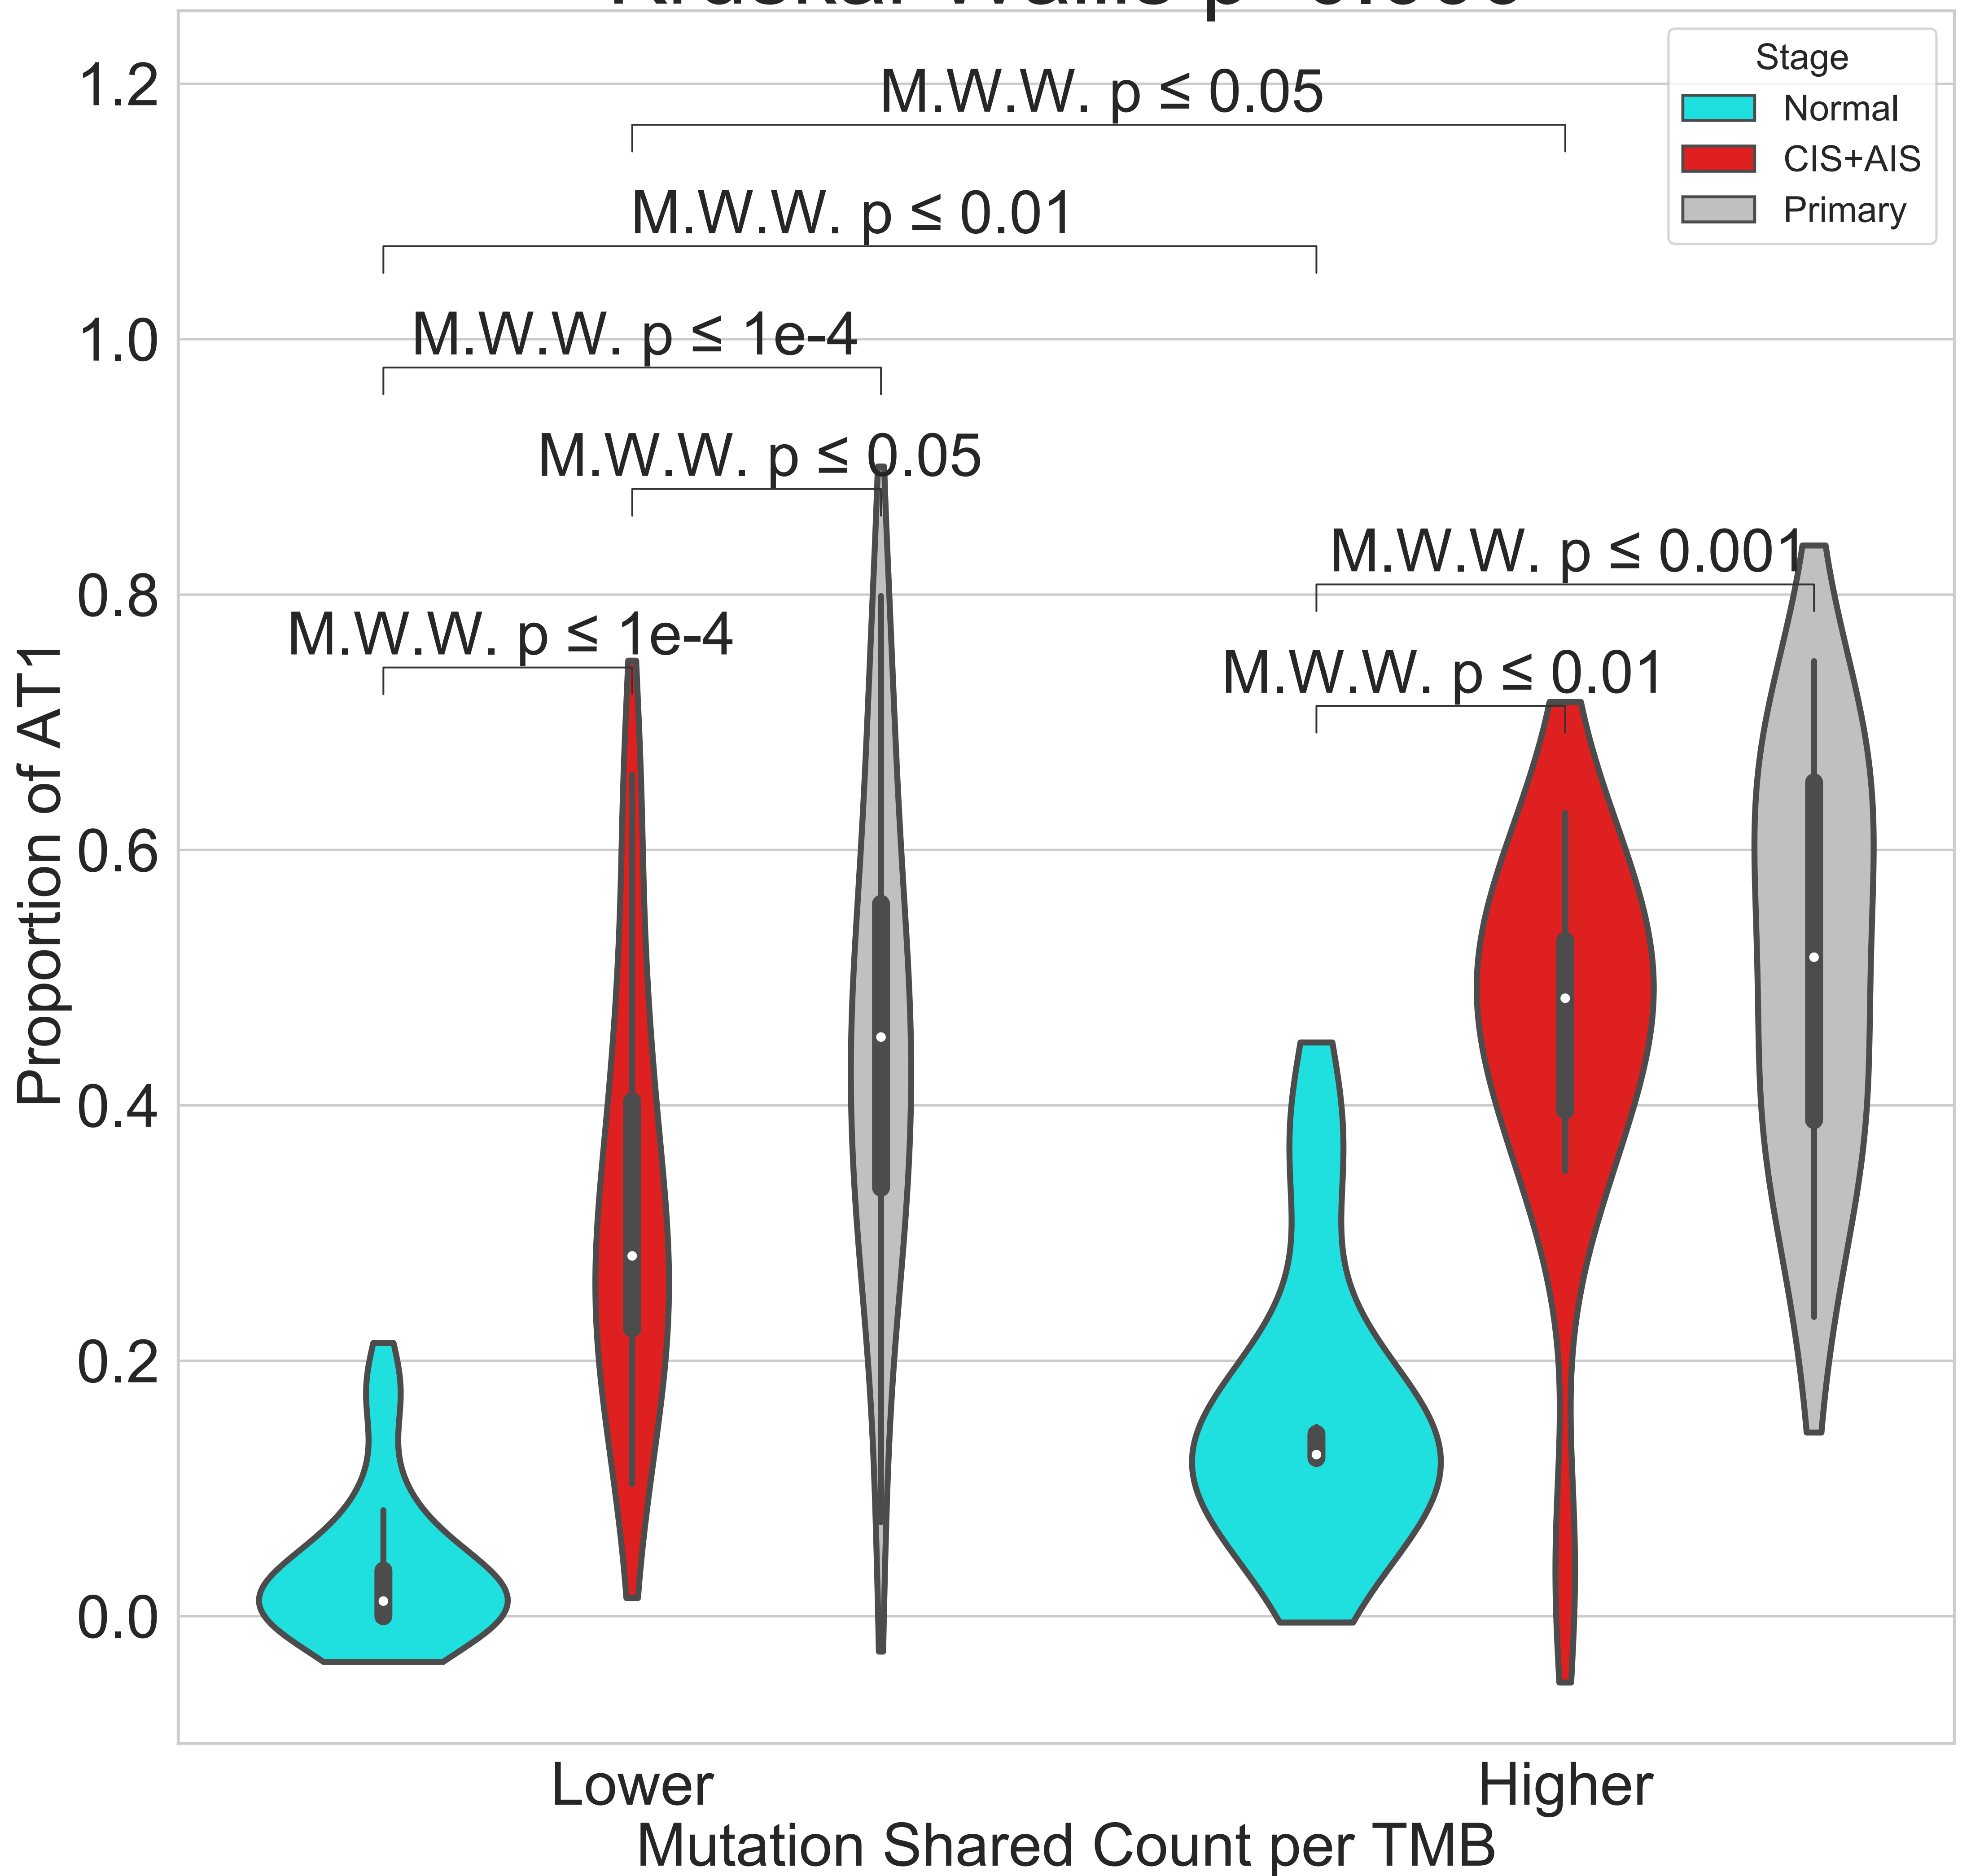 Stage
Normal
CIS+AIS
Primary
M.W.W. p ≤ 0.05
M.W.W. p ≤ 0.01
M.W.W. p ≤ 1e-4
M.W.W. p ≤ 0.05
M.W.W. p ≤ 1e-4
M.W.W. p ≤ 0.001
M.W.W. p ≤ 0.01
1.2
1.0
0.8
0.6
0.4
0.2
0.0
Proportion of AT1
Lower
Higher
Mutation Shared Count per TMB